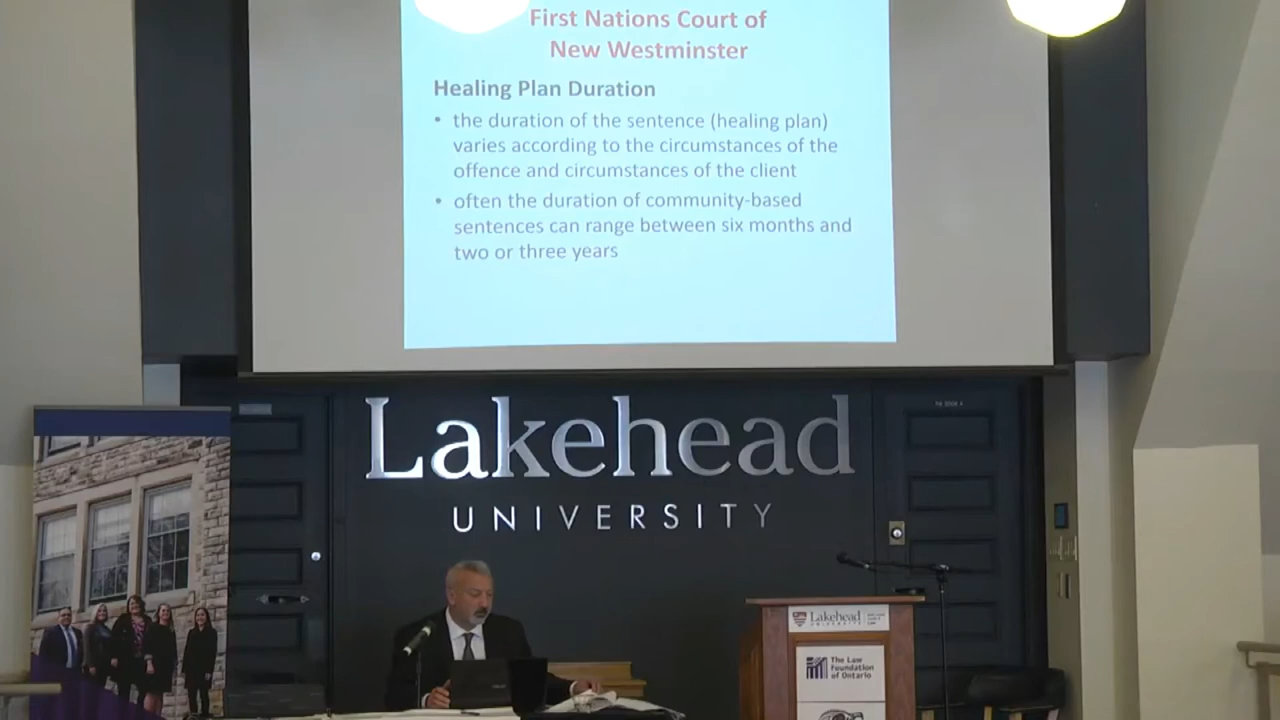 First Nations Court of
New Westminster
Healing Plan Duration
• the duration of the sentence (healing plan)
varies according to the circumstances of the
offence and circumstances of the client
• often the duration of community-based
sentences can range between six months and
two or three years
Lakehead
UNIVERSITY
Lakehead
UNIVERSITY
The Law
Foundation
of Ontario